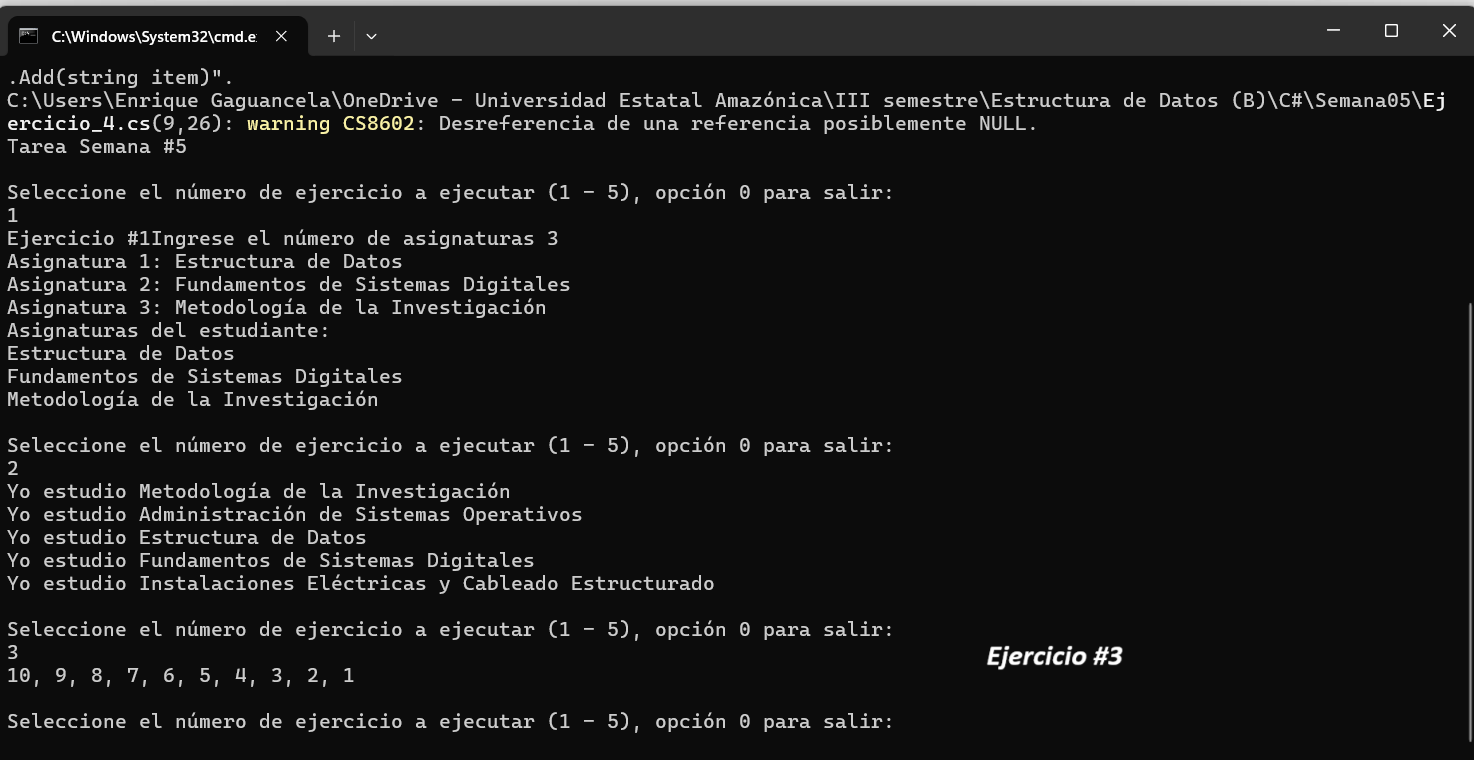 C:\Windows\System32\cmd.e
.Add(string item)".
C:\Users\Enrique Gaguancela\OneDrive - Universidad Estatal Amazónica\III semestre\Estructura de Datos (B)\C#\Semana05\Ej
ercicio_4.cs(9,26): warning CS8602: Desreferencia de una referencia posiblemente NULL.
Tarea Semana #5
Seleccione el número de ejercicio a ejecutar (1 - 5), opción 0 para salir:
1
Ejercicio #1Ingrese el número de asignaturas 3
Asignatura 1: Estructura de Datos
Asignatura 2: Fundamentos de Sistemas Digitales
Asignatura 3: Metodología de la Investigación
Asignaturas del estudiante:
Estructura de Datos
Fundamentos de Sistemas Digitales
Metodología de la Investigación
Seleccione el número de ejercicio a ejecutar (1 - 5), opción 0 para salir:
2
Yo estudio Metodología de la Investigación
Yo estudio Administración de Sistemas Operativos
Yo estudio Estructura de Datos
Yo estudio Fundamentos de Sistemas Digitales
Yo estudio Instalaciones Eléctricas y Cableado Estructurado
Seleccione el número de ejercicio a ejecutar (1 - 5), opción 0 para salir:
3
Ejercicio #3
10, 9, 8, 7, 6, 5, 4, 3, 2, 1
Seleccione el número de ejercicio a ejecutar (1 - 5), opción 0 para salir: